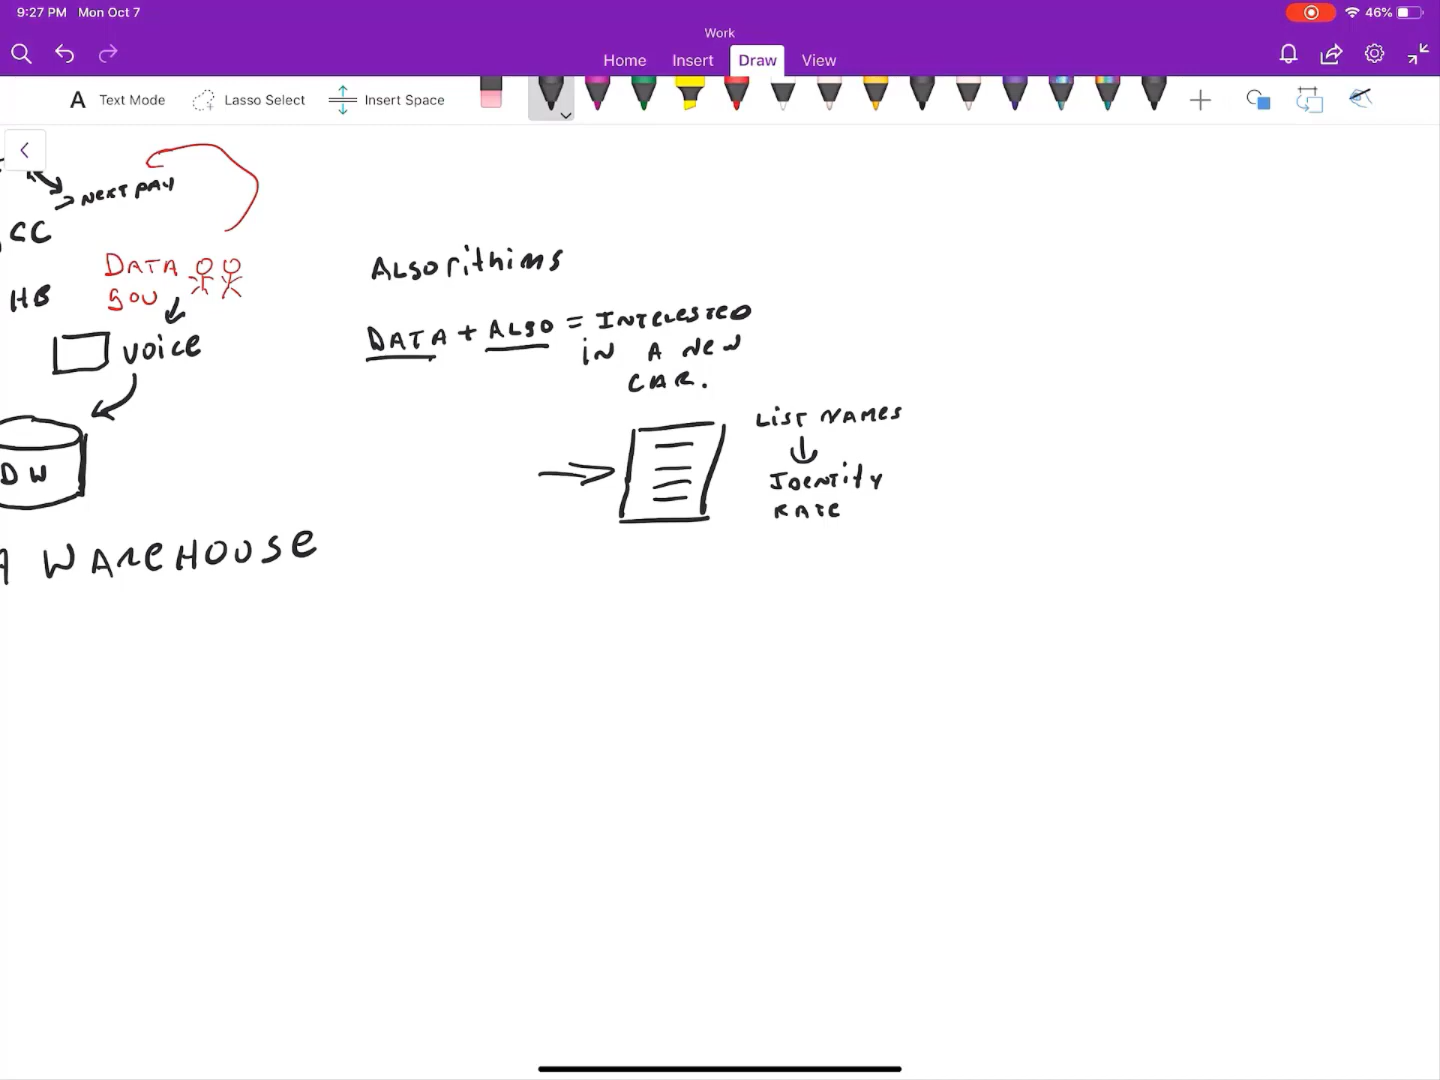 9:27 PM Mon Oct 7
46%
Work
Home Insert Draw View
A Text Mode Lasso Select Insert Space
NEXT PAY
CC
DATA
GOV
HB
VOICE
DW
A WAREHOUSE
ALGorithims
DATA + ALGO = INTERESTED
IN A NEW
CAR.
LIST NAMES
IDENTITY
RATE